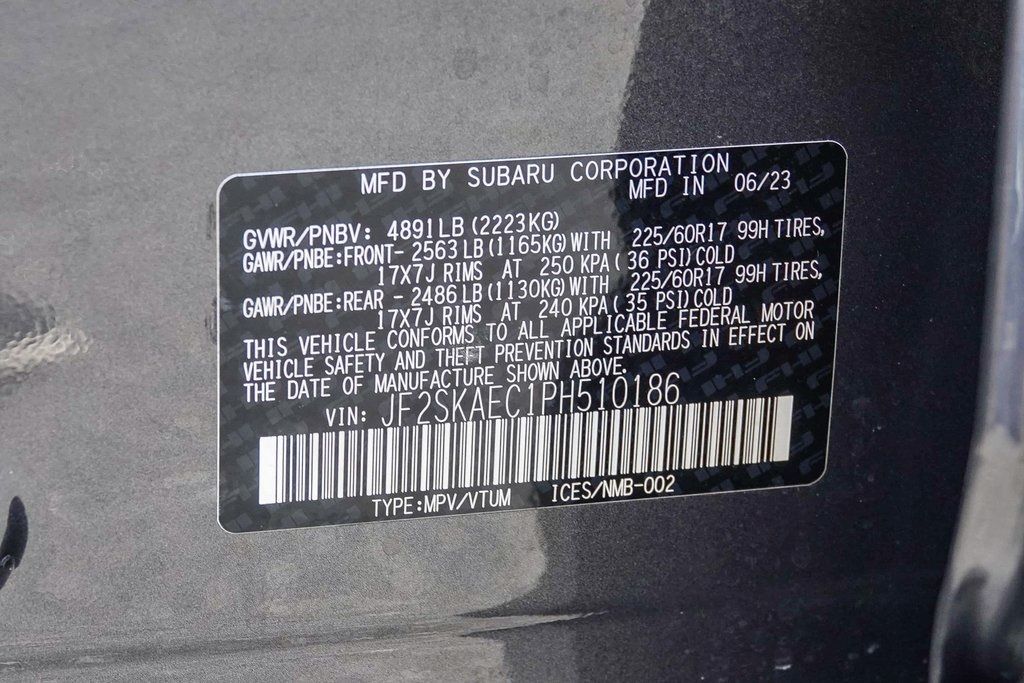 MFD BY SUBARU CORPORATION
MFD IN 06/23
GVWR/PNBV: 4891LB (2223KG)
GAWR/PNBE:FRONT- 2563LB (1165KG) WITH 225/60R17 99H TIRES,
17X7J RIMS AT 250 KPA( 36 PSI)COLD
GAWR/PNBE:REAR - 2486LB (1130KG) WITH 225/60R17 99H TIRES,
17X7J RIMS AT 240 KPA( 35 PSI)COLD
THIS VEHICLE CONFORMS TO ALL APPLICABLE FEDERAL MOTOR
VEHICLE SAFETY AND THEFT PREVENTION STANDARDS IN EFFECT ON
THE DATE OF MANUFACTURE SHOWN ABOVE.
VIN: JF2SKAEC1PH510186
TYPE:MPV/VTUM ICES/NMB-002